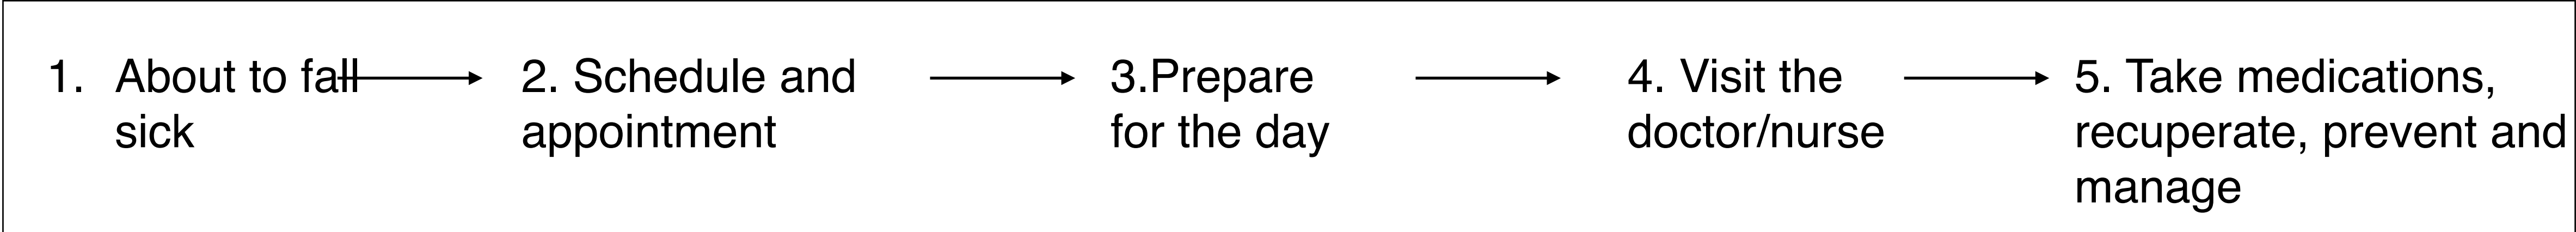 1. About to fall
sick
2. Schedule and
appointment
3.Prepare
for the day
4. Visit the
doctor/nurse
5. Take medications,
recuperate, prevent and
manage